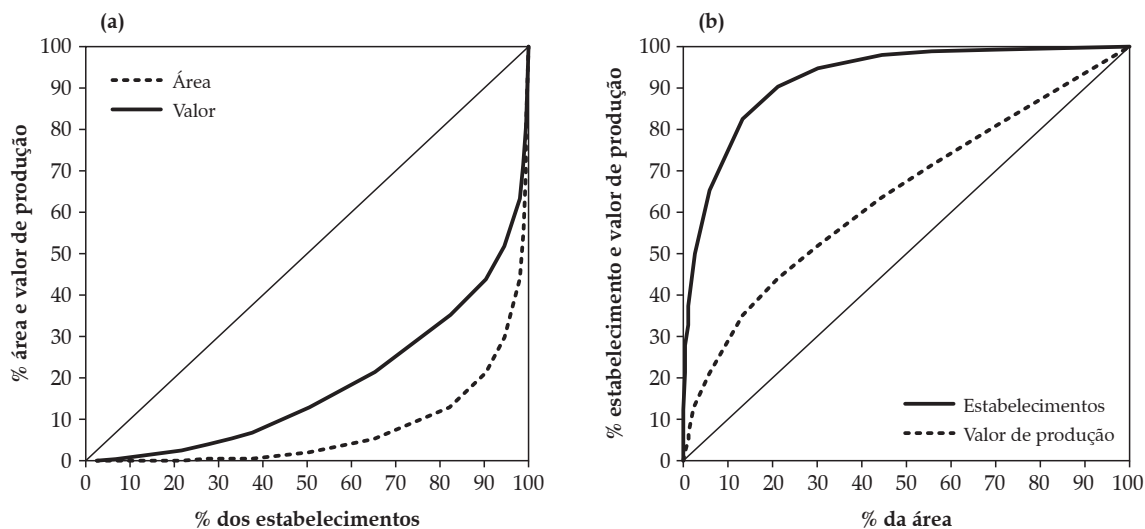 (a)
% área e valor de produção
100
90
80
70
60
50
40
30
20
10
0
Área
Valor
0 10 20 30 40 50 60 70 80 90 100
% dos estabelecimentos
(b)
% estabelecimento e valor de produção
100
90
80
70
60
50
40
30
20
10
0
Estabelecimentos
Valor de produção
0 10 20 30 40 50 60 70 80 90 100
% da área